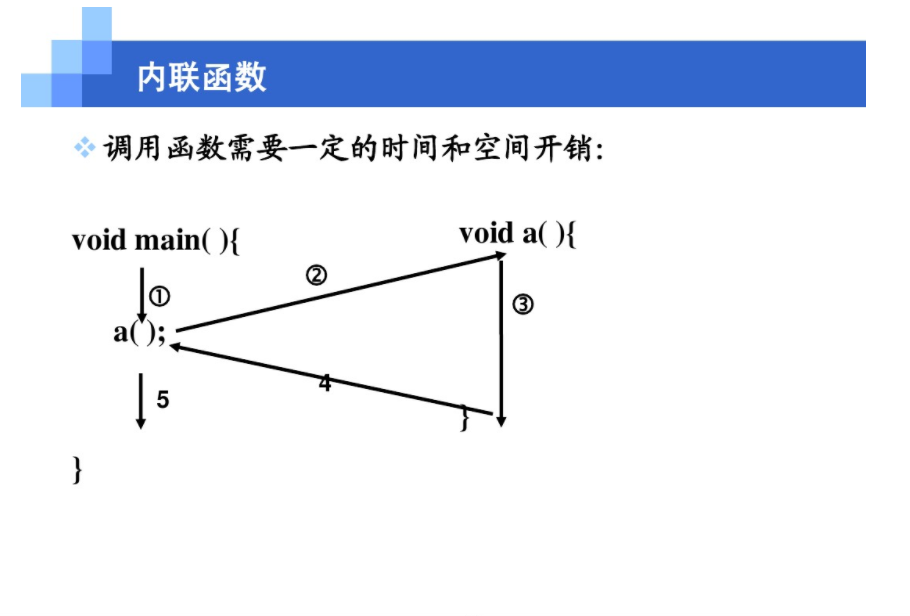 内联函数
调用函数需要一定的时间和空间开销:
void main( ){
void a( ){
②
①
③
a( );
4
5
}
}